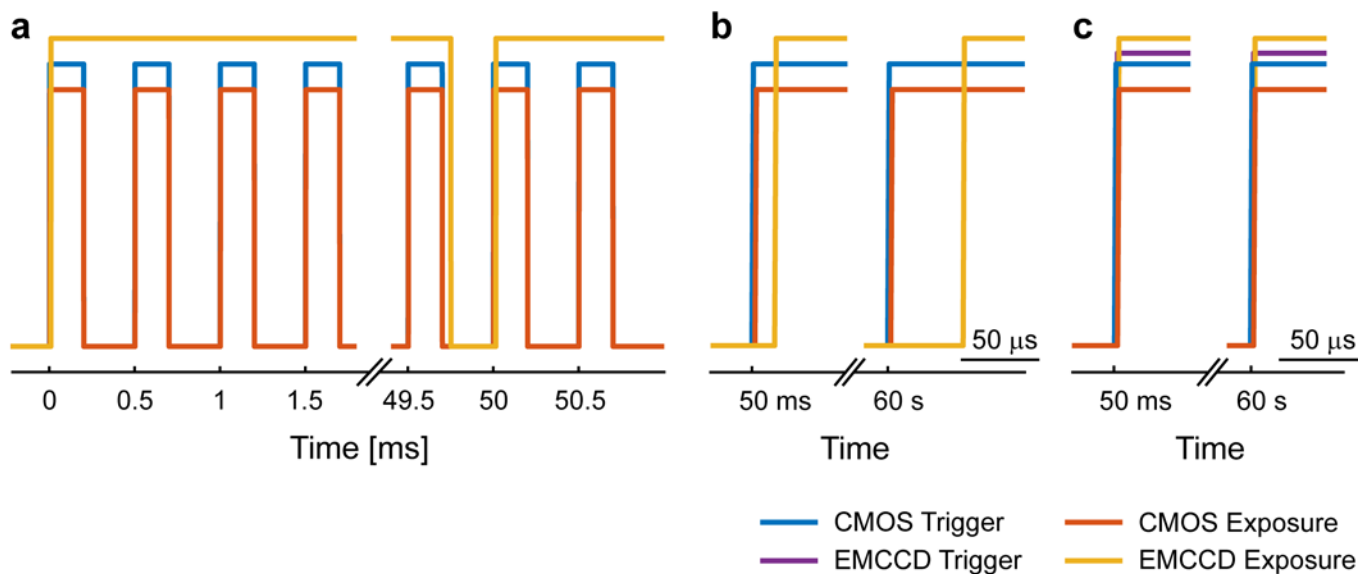 a
b
c
50 μs
50 μs
0 0.5 1 1.5 49.5 50 50.5
50 ms 60 s
50 ms 60 s
Time [ms]
Time
Time
CMOS Trigger CMOS Exposure
EMCCD Trigger EMCCD Exposure